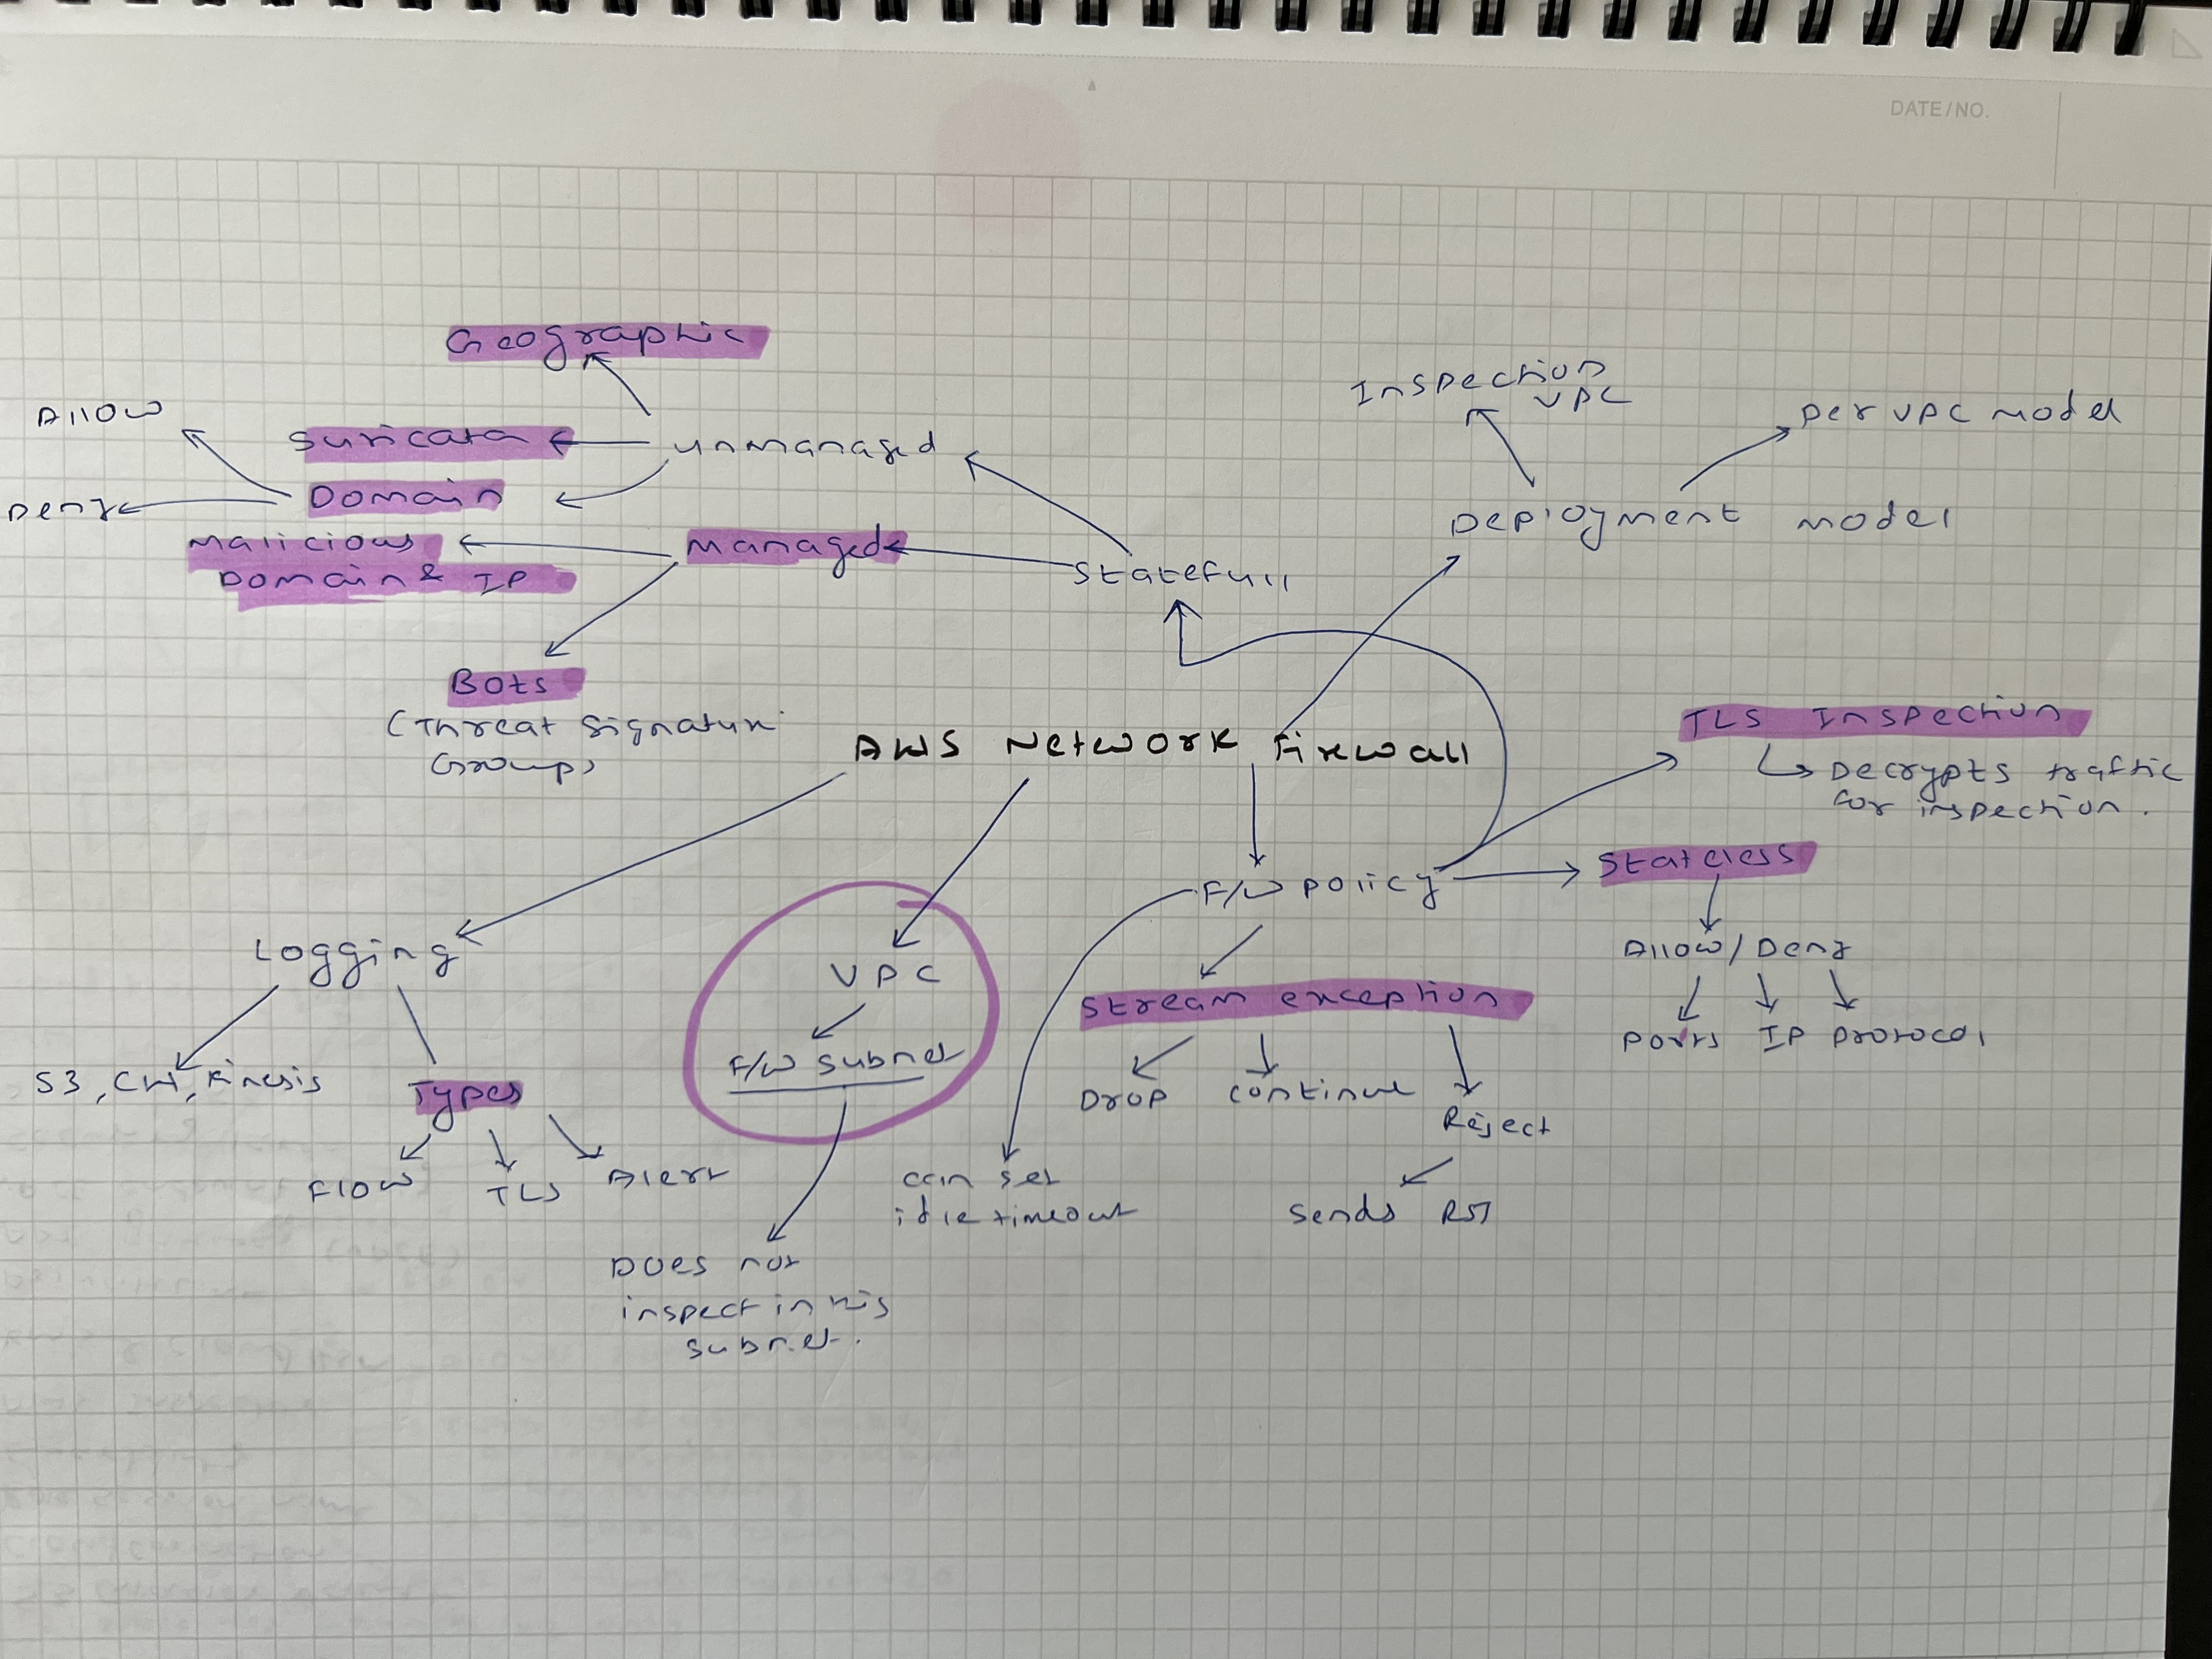 DATE/NO.
Geographic
Inspection
VPC
Allow
per VPC model
Suricata
unmanaged
Domain
Deny
Deployment model
Malicious
Domain & IP
Managed
Statefull
Bots
(Threat Signature
Groups)
TLS Inspection
Decrypts traffic
for inspection.
AWS Network Firewall
Stateless
F/W policy
Logging
Allow/Deny
VPC
Stream exception
Ports IP Protocol
F/W subnet
S3, CW, Kinesis
Types
Drop
continue
Reject
Flow
TLS
Alert
can set
idle timeout
Sends RST
Does not
inspect in this
subnet.